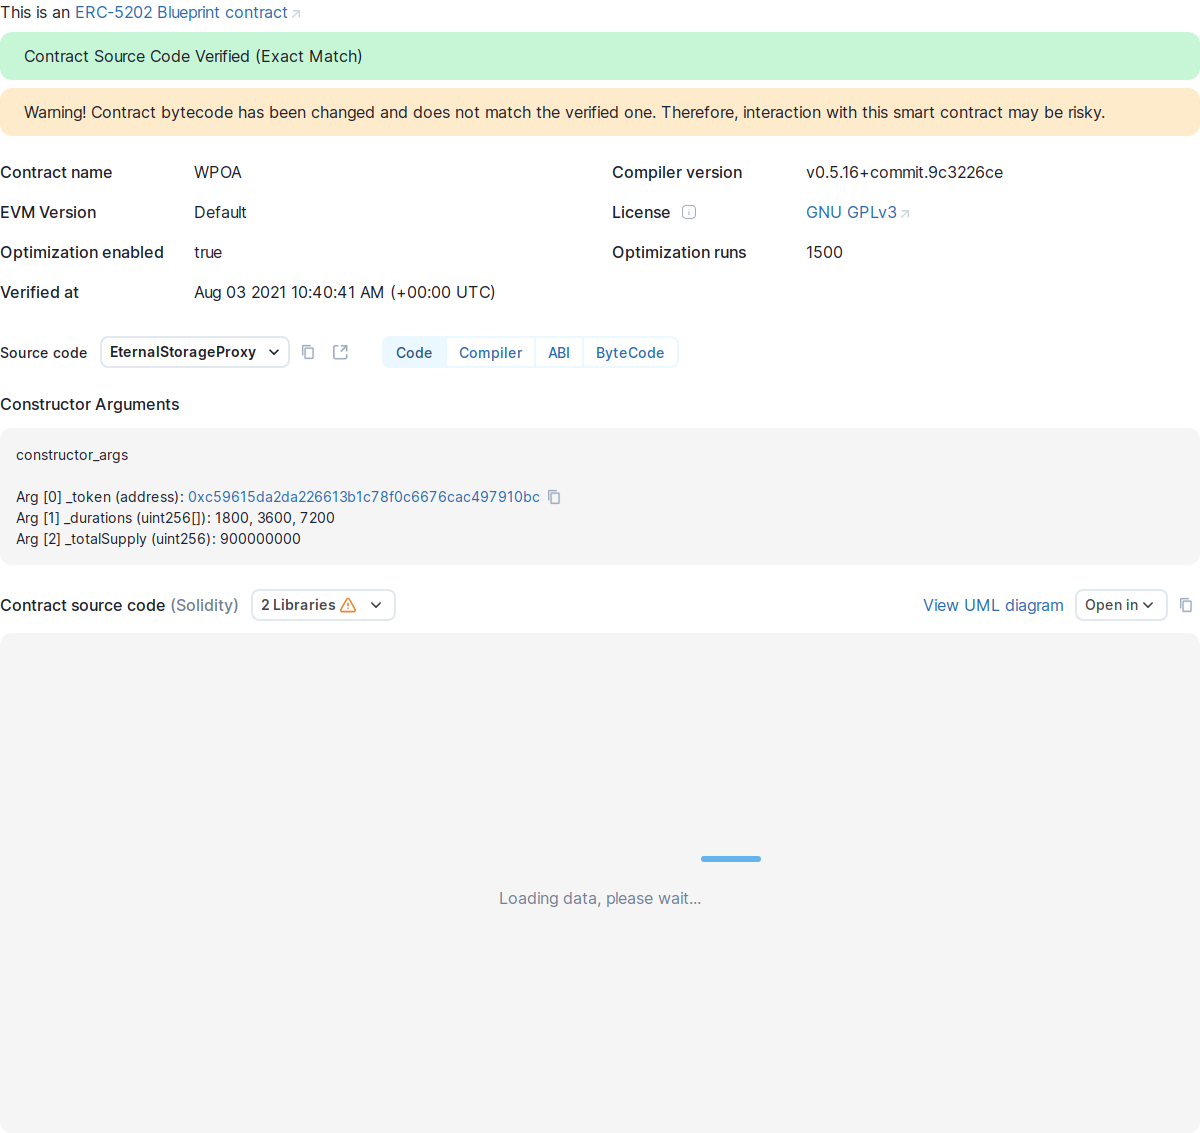 This is an ERC-5202 Blueprint contract
Contract Source Code Verified (Exact Match)
Warning! Contract bytecode has been changed and does not match the verified one. Therefore, interaction with this smart contract may be risky.
Contract name WPOA Compiler version v0.5.16+commit.9c3226ce
EVM Version Default License GNU GPLv3
Optimization enabled true Optimization runs 1500
Verified at Aug 03 2021 10:40:41 AM (+00:00 UTC)
Source code EternalStorageProxy Code Compiler ABI ByteCode
Constructor Arguments
constructor_args
Arg [0] _token (address): 0xc59615da2da226613b1c78f0c6676cac497910bc
Arg [1] _durations (uint256[]): 1800, 3600, 7200
Arg [2] _totalSupply (uint256): 900000000
Contract source code (Solidity) 2 Libraries View UML diagram Open in
Loading data, please wait...